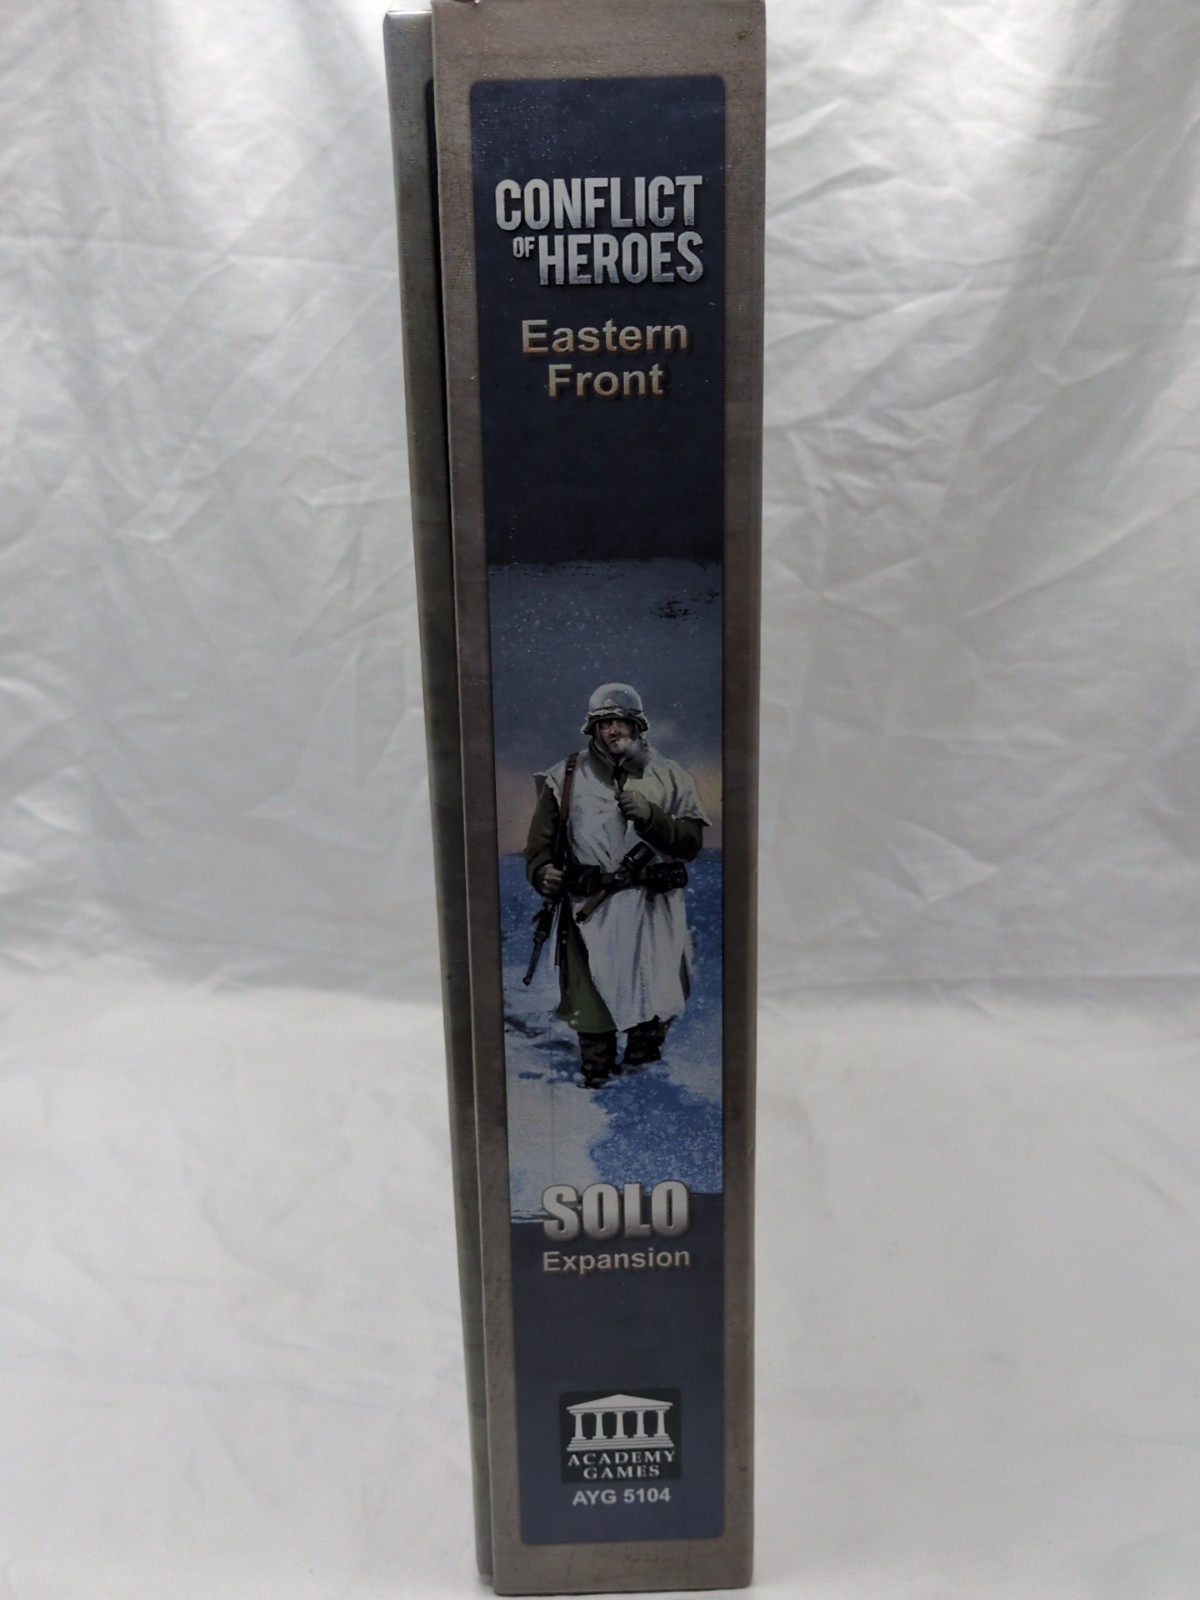 CONFLICT
OF HEROES
Eastern
Front
SOLO
Expansion
ACADEMY
GAMES
AYG 5104